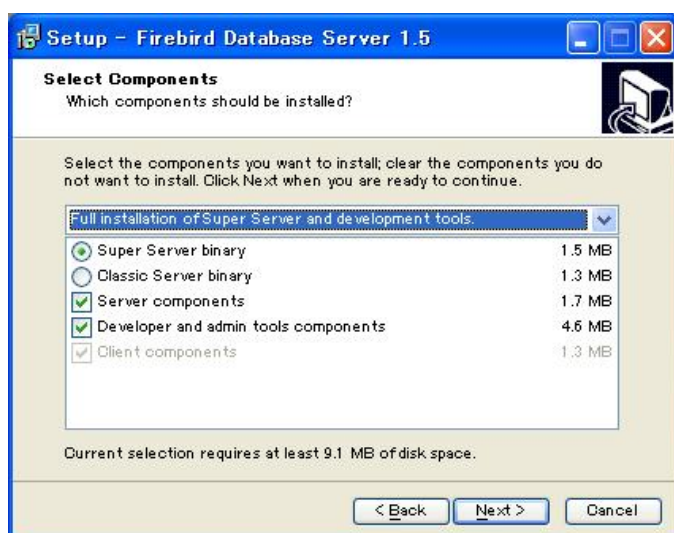 Setup - Firebird Database Server 1.5
Select Components
Which components should be installed?
Select the components you want to install; clear the components you do
not want to install. Click Next when you are ready to continue.
Full installation of Super Server and development tools.
Super Server binary 1.5 MB
Classic Server binary 1.3 MB
Server components 1.7 MB
Developer and admin tools components 4.6 MB
Client components 1.3 MB
Current selection requires at least 9.1 MB of disk space.
< Back Next > Cancel